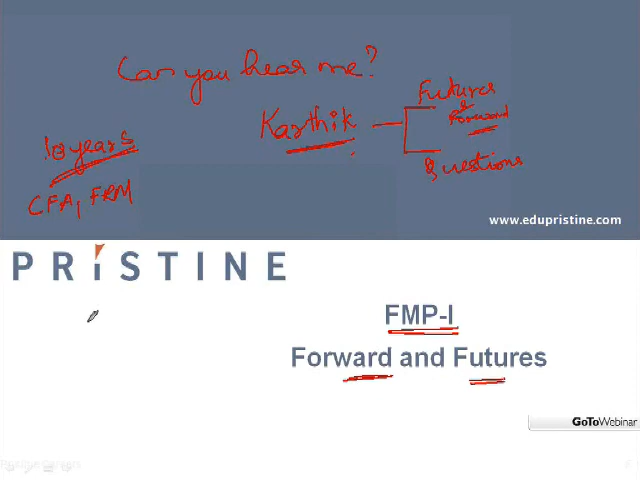 Can you hear me?
Futures
&
Forward
Karthik
10 years
Questions
CFA, FRM
www.edupristine.com
PRiSTINE
FMP-I
Forward and Futures
GoToWebinar